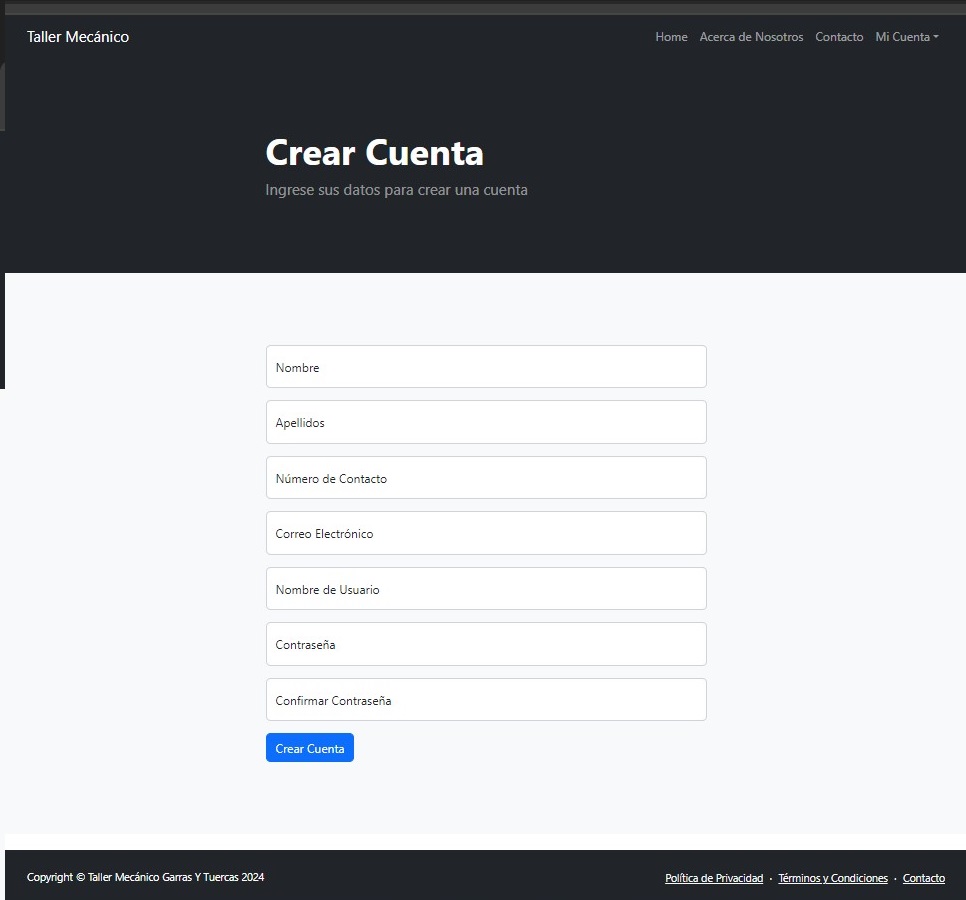 Taller Mecánico
Home Acerca de Nosotros Contacto Mi Cuenta
Crear Cuenta
Ingrese sus datos para crear una cuenta
Nombre
Apellidos
Número de Contacto
Correo Electrónico
Nombre de Usuario
Contraseña
Confirmar Contraseña
Crear Cuenta
Copyright © Taller Mecánico Garras Y Tuercas 2024
Política de Privacidad · Términos y Condiciones · Contacto